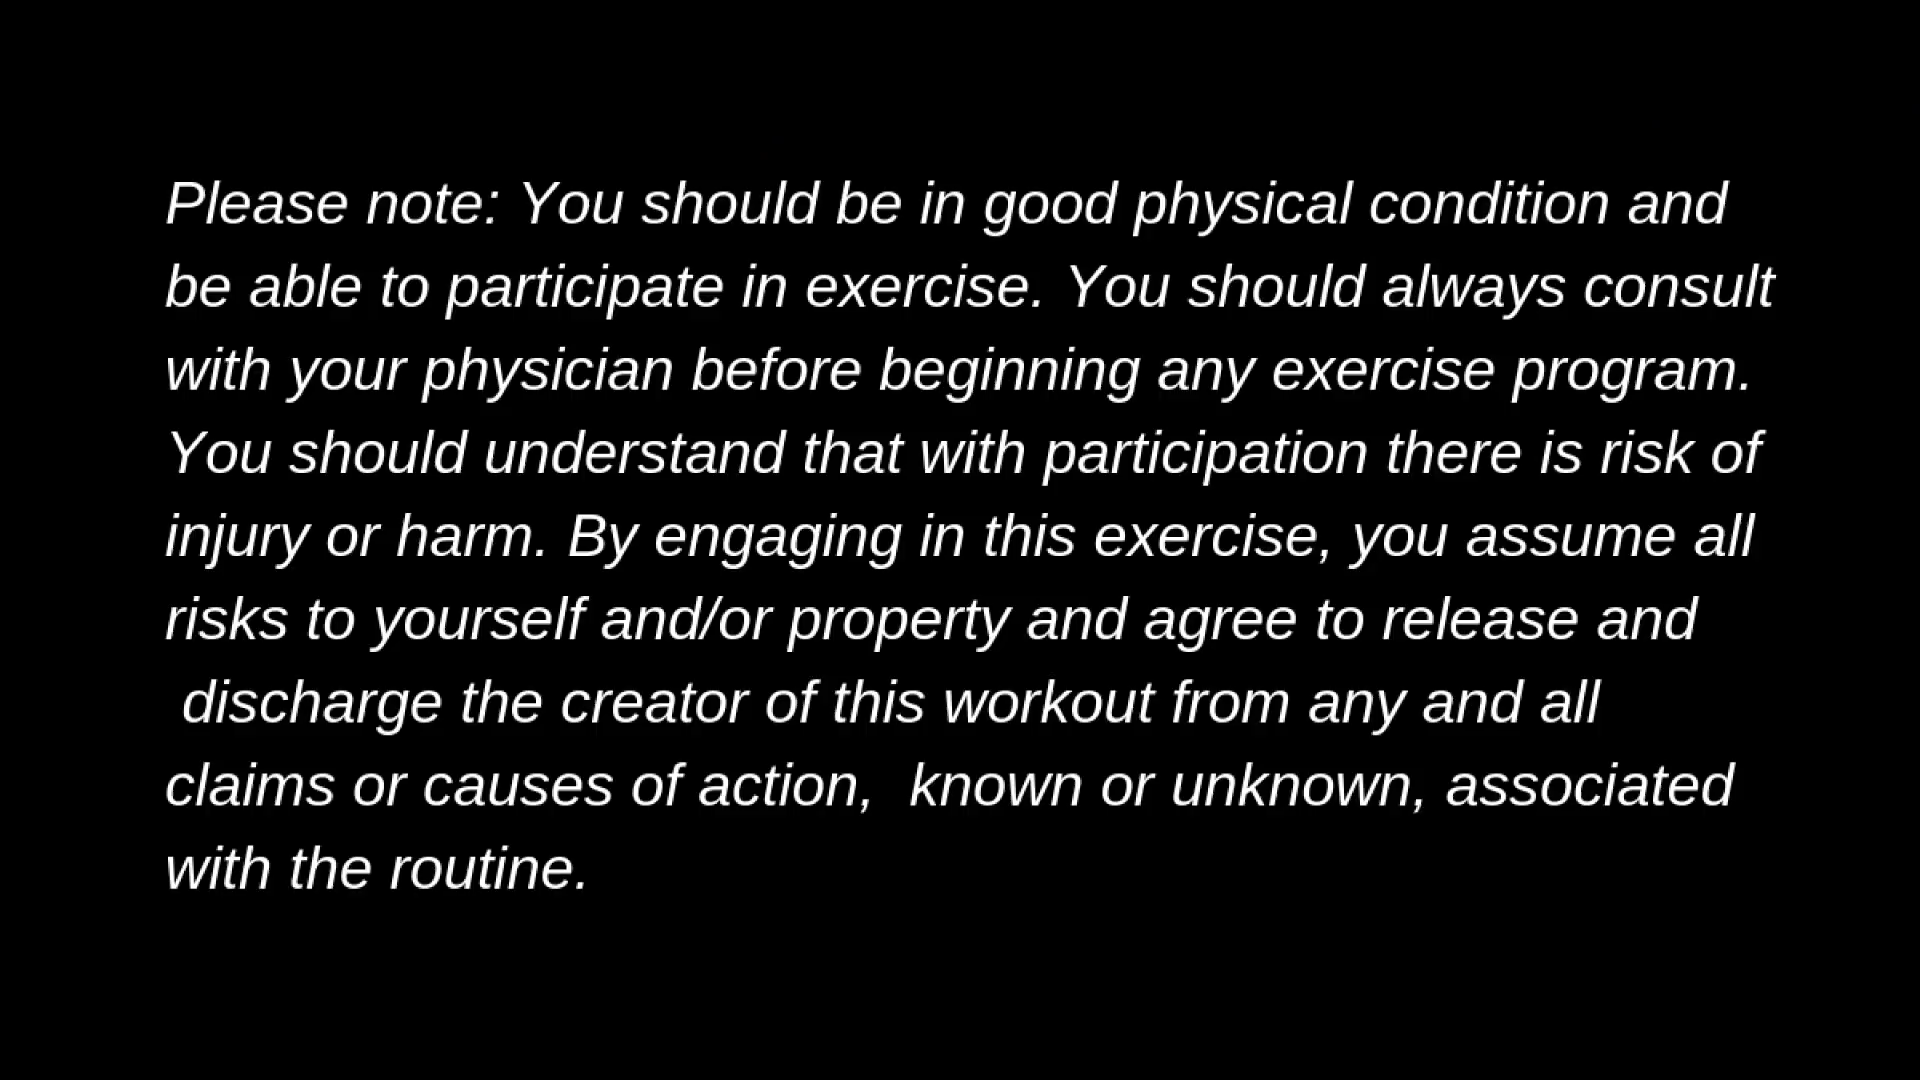 Please note: You should be in good physical condition and
be able to participate in exercise. You should always consult
with your physician before beginning any exercise program.
You should understand that with participation there is risk of
injury or harm. By engaging in this exercise, you assume all
risks to yourself and/or property and agree to release and
discharge the creator of this workout from any and all
claims or causes of action,  known or unknown, associated
with the routine.